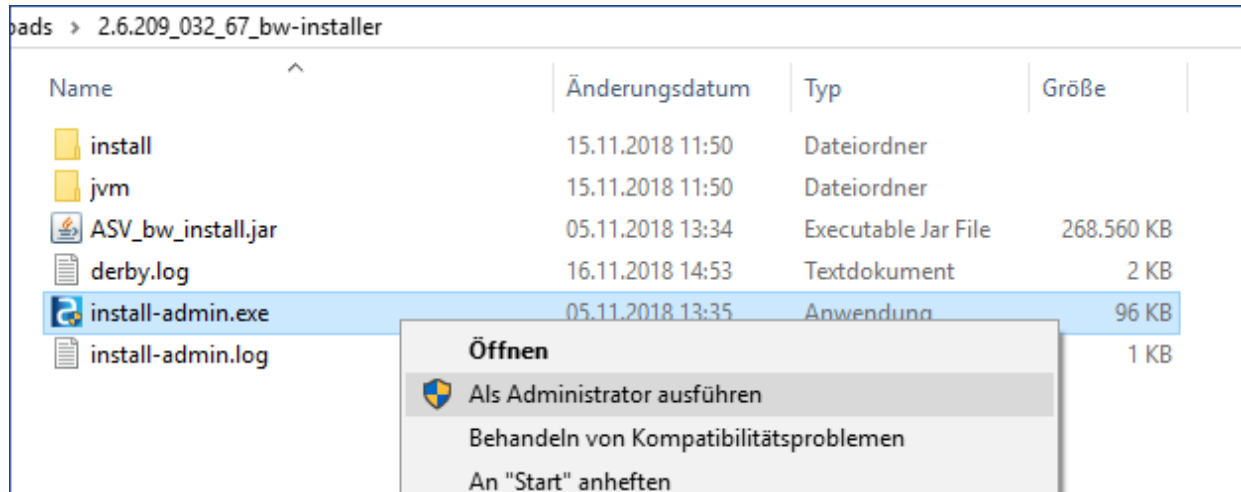 oads > 2.6.209_032_67_bw-installer
Name Änderungsdatum Typ Größe
install 15.11.2018 11:50 Dateiordner
jvm 15.11.2018 11:50 Dateiordner
ASV_bw_install.jar 05.11.2018 13:34 Executable Jar File 268.560 KB
derby.log 16.11.2018 14:53 Textdokument 2 KB
install-admin.exe 05.11.2018 13:35 Anwendung 96 KB
install-admin.log 1 KB
Öffnen
Als Administrator ausführen
Behandeln von Kompatibilitätsproblemen
An "Start" anheften